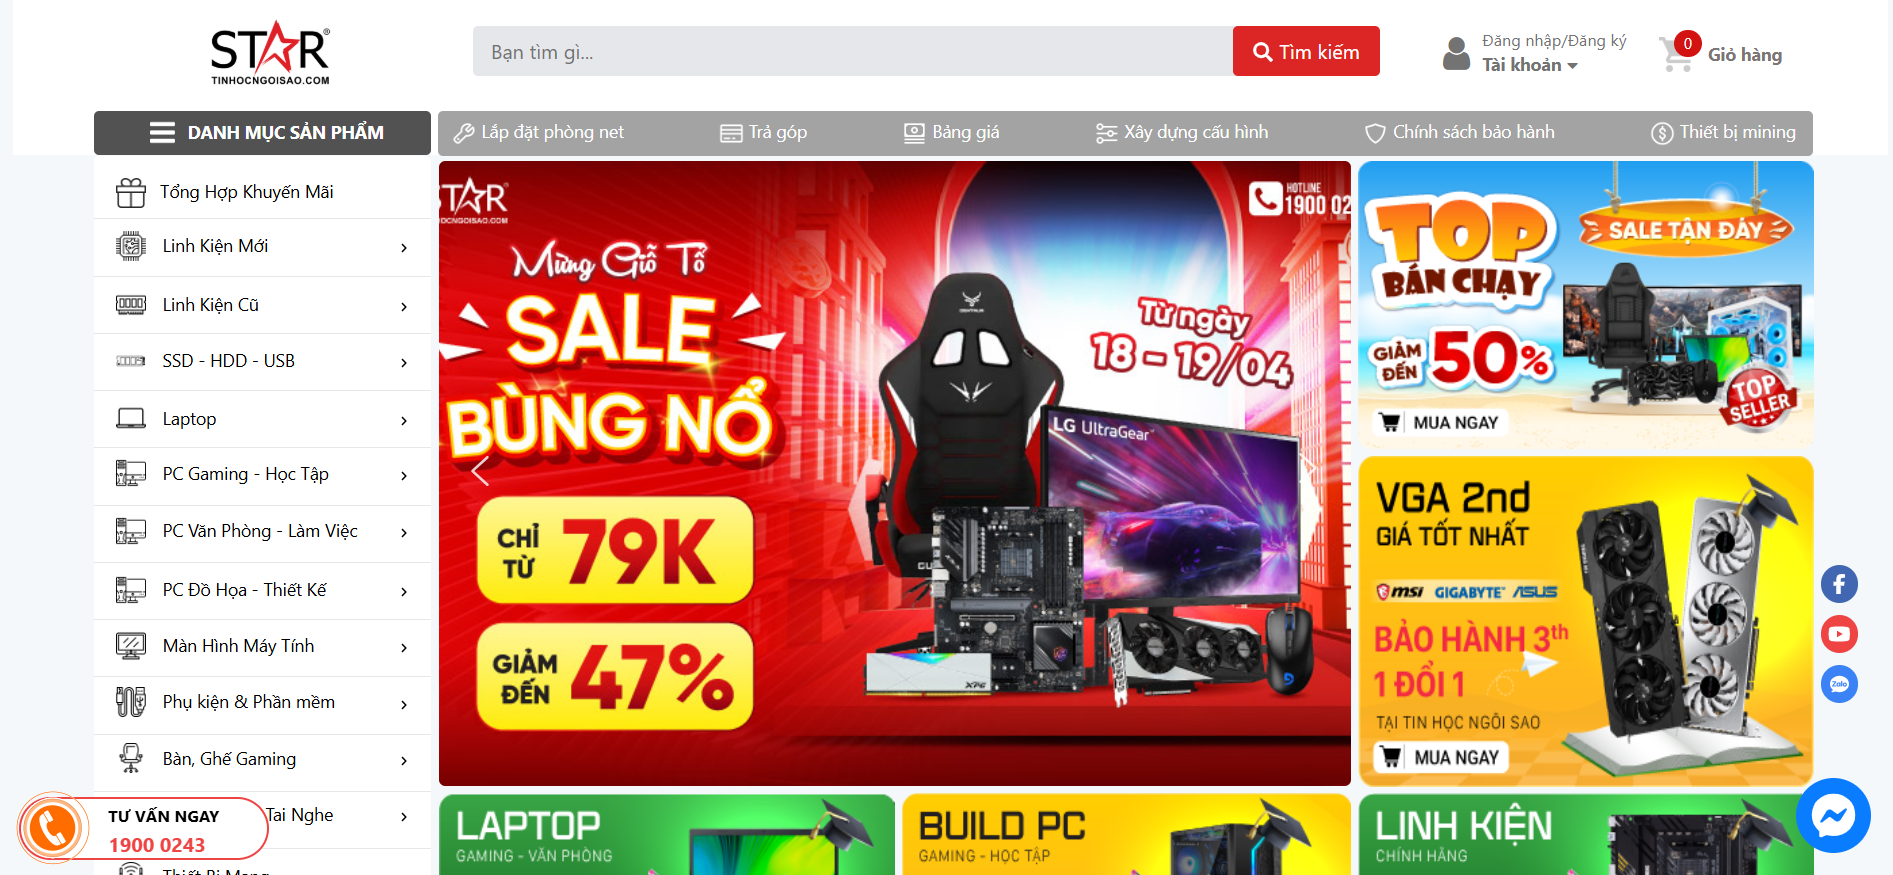 STAR®
TINHOCNGOISAO.COM
Bạn tìm gì...
Tìm kiếm
Đăng nhập/Đăng ký
Tài khoản
0
Giỏ hàng
DANH MỤC SẢN PHẨM
Lắp đặt phòng net
Trả góp
Bảng giá
Xây dựng cấu hình
Chính sách bảo hành
Thiết bị mining
Tổng Hợp Khuyến Mãi
Linh Kiện Mới
Linh Kiện Cũ
SSD - HDD - USB
Laptop
PC Gaming - Học Tập
PC Văn Phòng - Làm Việc
PC Đồ Họa - Thiết Kế
Màn Hình Máy Tính
Phụ kiện & Phần mềm
Bàn, Ghế Gaming
Tai Nghe
TƯ VẤN NGAY
1900 0243
STAR
HOTLINE
1900 02
Mừng Giỗ Tổ
SALE
BÙNG NỔ
Từ ngày
18 - 19/04
LG UltraGear™
CHỈ TỪ 79K
GIẢM ĐẾN 47%
XPG
TOP
BÁN CHẠY
SALE TẬN ĐÁY
GIẢM ĐẾN 50%
TOP SELLER
MUA NGAY
VGA 2nd
GIÁ TỐT NHẤT
msi GIGABYTE™ ASUS
BẢO HÀNH 3th
1 ĐỔI 1
TẠI TIN HỌC NGÔI SAO
MUA NGAY
Zalo
LAPTOP
GAMING - VĂN PHÒNG
BUILD PC
GAMING - HỌC TẬP
LINH KIỆN
CHÍNH HÃNG